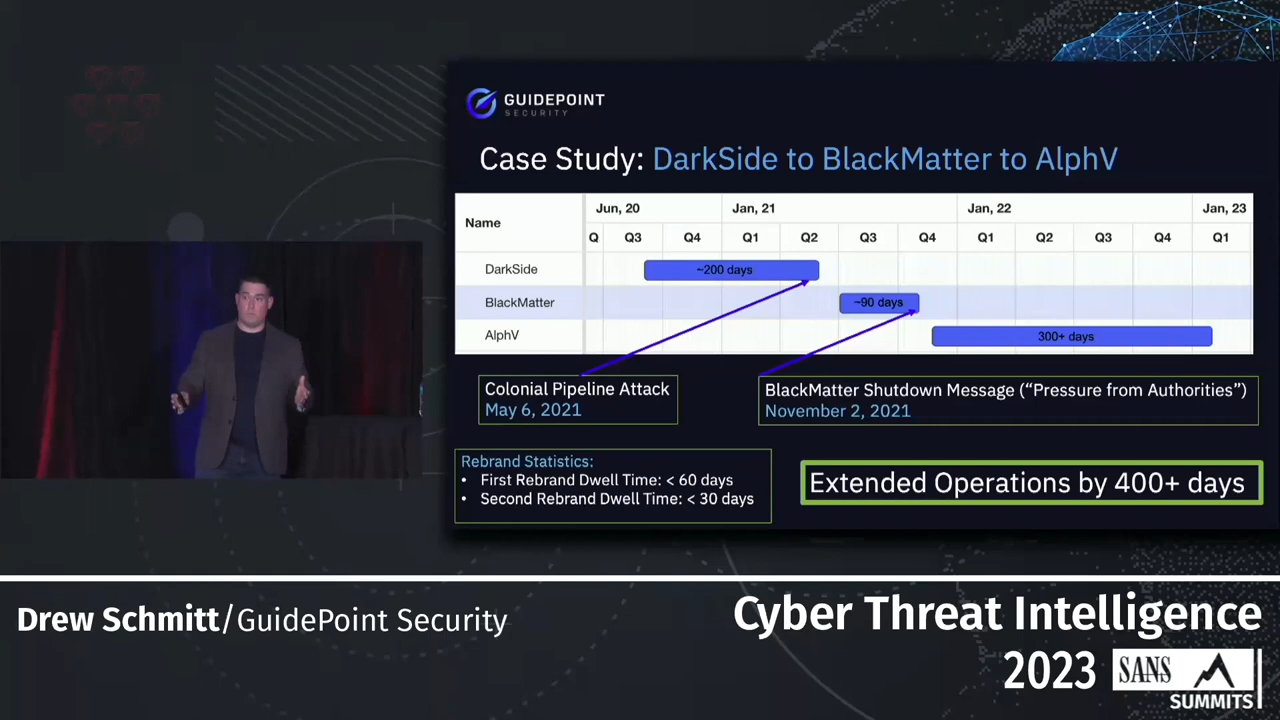 GUIDEPOINT
SECURITY
Case Study: DarkSide to BlackMatter to AlphV
Name
Jun, 20 Jan, 21 Jan, 22 Jan, 23
Q Q3 Q4 Q1 Q2 Q3 Q4 Q1 Q2 Q3 Q4 Q1
DarkSide ~200 days
BlackMatter ~90 days
AlphV 300+ days
Colonial Pipeline Attack
May 6, 2021
BlackMatter Shutdown Message (“Pressure from Authorities”)
November 2, 2021
Rebrand Statistics:
• First Rebrand Dwell Time: < 60 days
• Second Rebrand Dwell Time: < 30 days
Extended Operations by 400+ days
Drew Schmitt/GuidePoint Security
Cyber Threat Intelligence
2023 SANS
SUMMITS